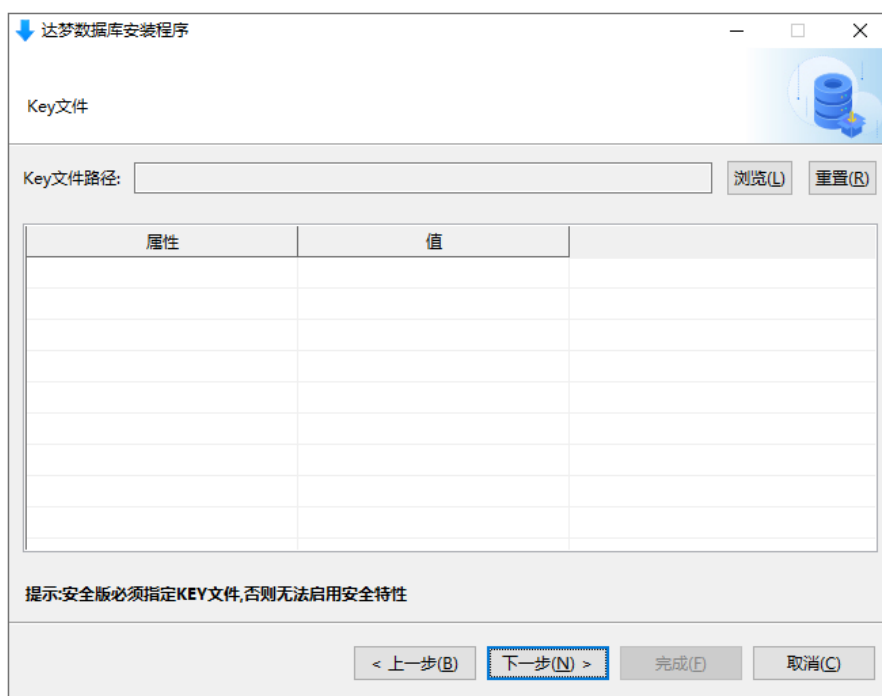 达梦数据库安装程序
Key文件
Key文件路径: 浏览(L) 重置(R)
属性 值
提示:安全版必须指定KEY文件,否则无法启用安全特性
< 上一步(B) 下一步(N) > 完成(F) 取消(C)